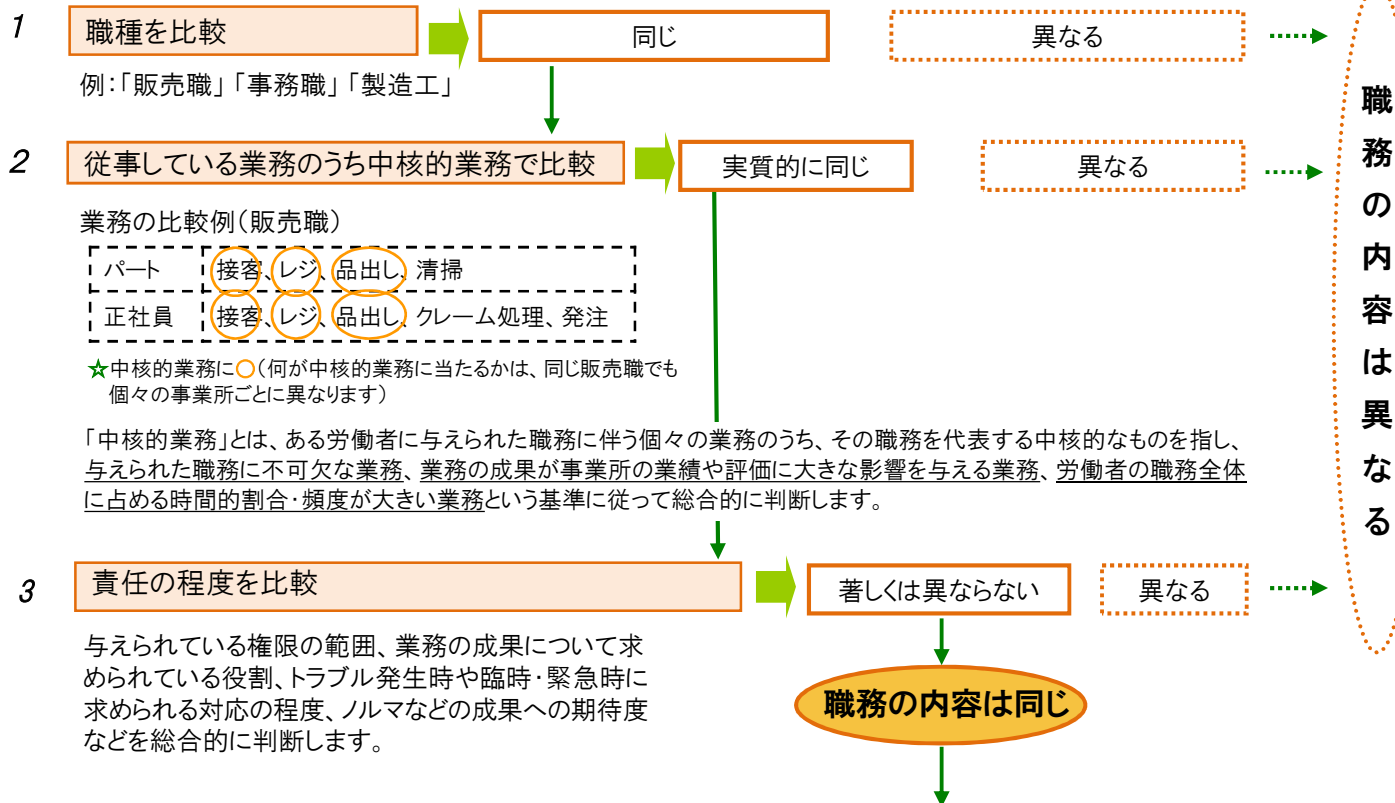 1
職種を比較
同じ
異なる
例:「販売職」「事務職」「製造工」
2
従事している業務のうち中核的業務で比較
実質的に同じ
異なる
業務の比較例(販売職)
パート 接客、レジ、品出し、清掃
正社員 接客、レジ、品出し、クレーム処理、発注
☆中核的業務に○(何が中核的業務に当たるかは、同じ販売職でも
個々の事業所ごとに異なります)
「中核的業務」とは、ある労働者に与えられた職務に伴う個々の業務のうち、その職務を代表する中核的なものを指し、
与えられた職務に不可欠な業務、業務の成果が事業所の業績や評価に大きな影響を与える業務、労働者の職務全体
に占める時間的割合・頻度が大きい業務という基準に従って総合的に判断します。
3
責任の程度を比較
著しくは異ならない
異なる
与えられている権限の範囲、業務の成果について求
められている役割、トラブル発生時や臨時・緊急時に
求められる対応の程度、ノルマなどの成果への期待度
などを総合的に判断します。
職務の内容は同じ
職務の内容は異なる